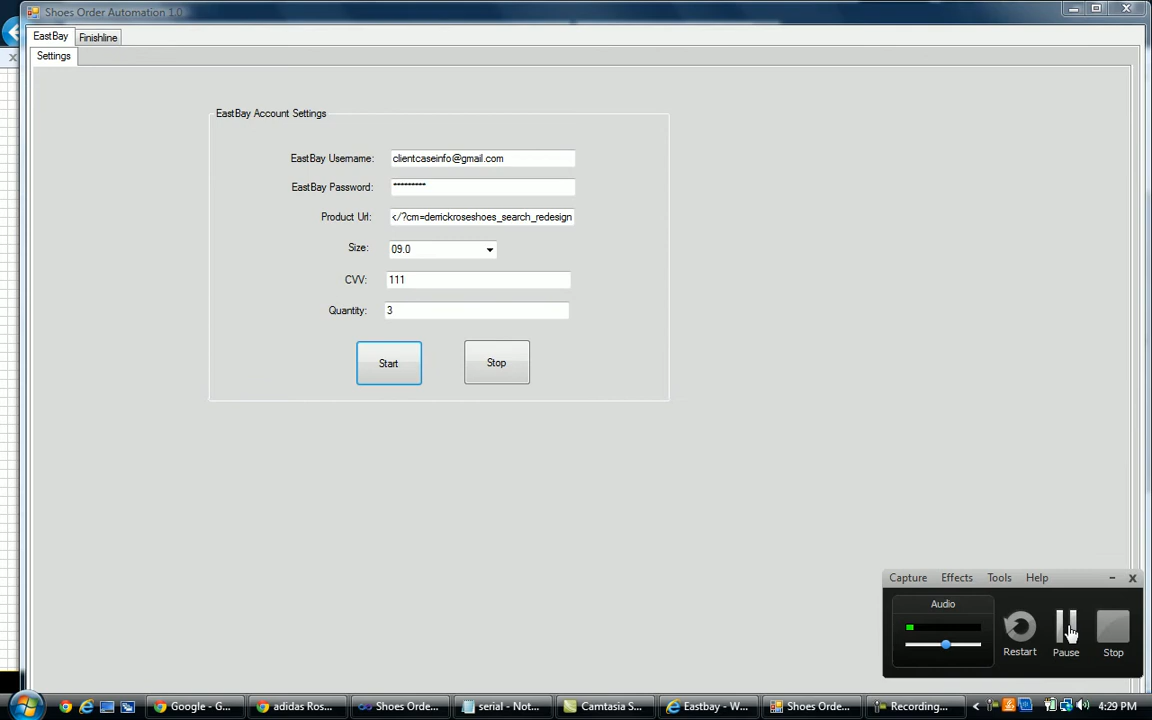 Shoes Order Automation 1.0
EastBay Finishline
Settings
EastBay Account Settings
EastBay Username: clientcaseinfo@gmail.com
EastBay Password: *********
Product Url: </?cm=derrickroseshoes_search_redesign
Size: 09.0
CVV: 111
Quantity: 3
Start Stop
Capture Effects Tools Help
Audio
Restart Pause Stop
Google - G... adidas Ros... Shoes Orde... serial - Not... Camtasia S... Eastbay - W... Shoes Orde... Recording... 4:29 PM